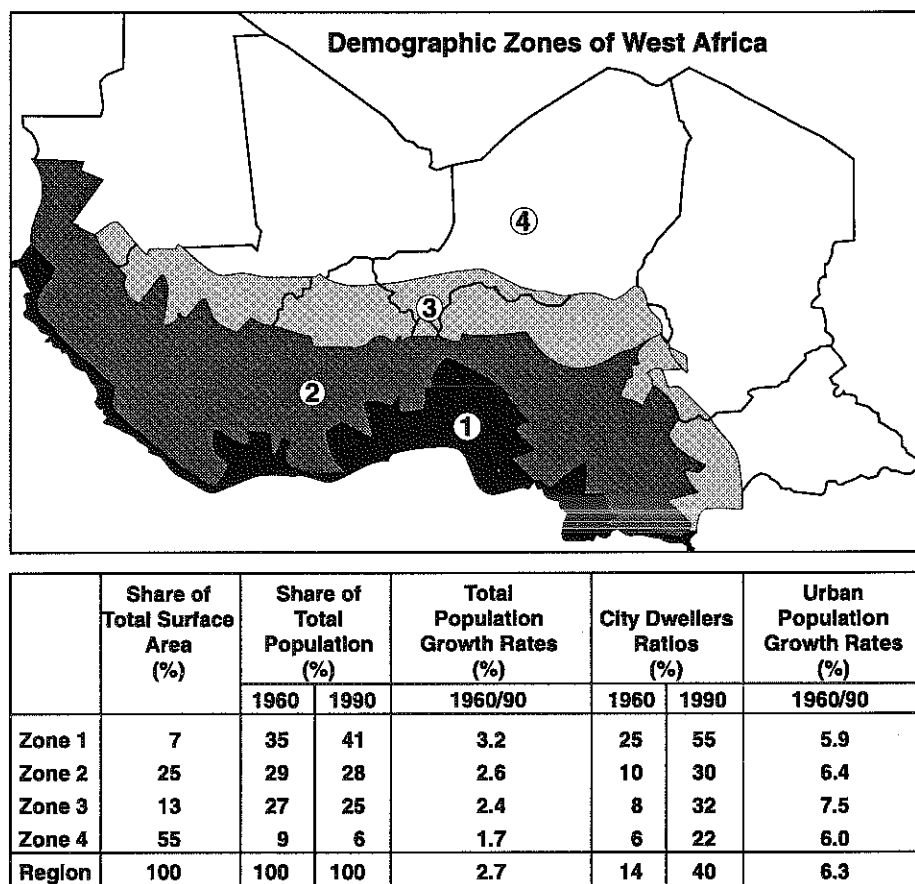 Demographic Zones of West Africa
4
3
2
1
Share of Total Surface Area (%) Share of Total Population (%) Total Population Growth Rates (%) City Dwellers Ratios (%) Urban Population Growth Rates (%)
1960 1990 1960/90 1960 1990 1960/90
Zone 1 7 35 41 3.2 25 55 5.9
Zone 2 25 29 28 2.6 10 30 6.4
Zone 3 13 27 25 2.4 8 32 7.5
Zone 4 55 9 6 1.7 6 22 6.0
Region 100 100 100 2.7 14 40 6.3